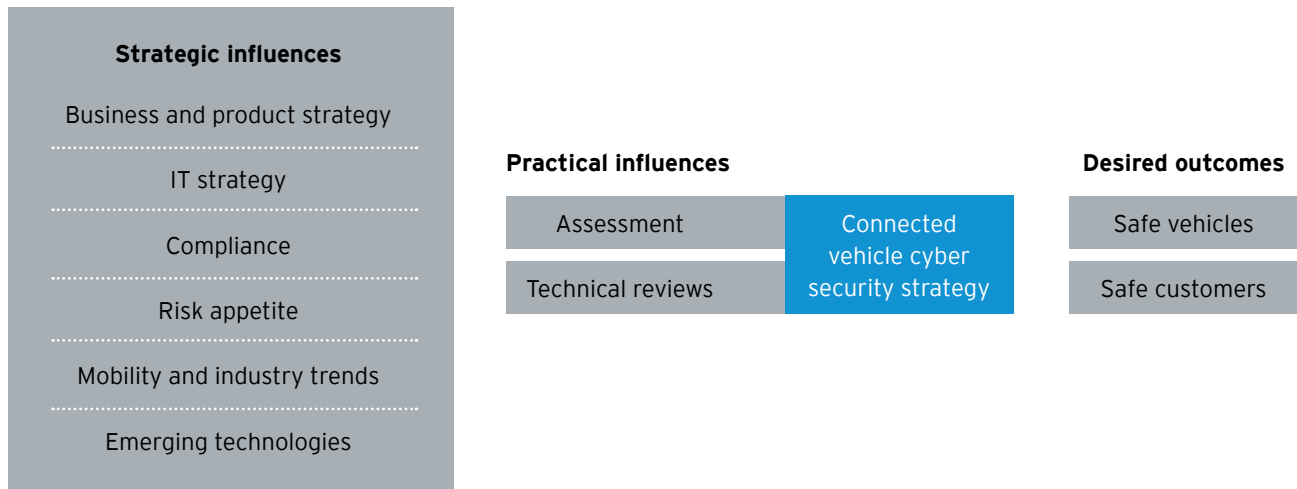 Strategic influences
Business and product strategy
IT strategy
Compliance
Risk appetite
Mobility and industry trends
Emerging technologies
Practical influences
Assessment
Technical reviews
Connected
vehicle cyber
security strategy
Desired outcomes
Safe vehicles
Safe customers